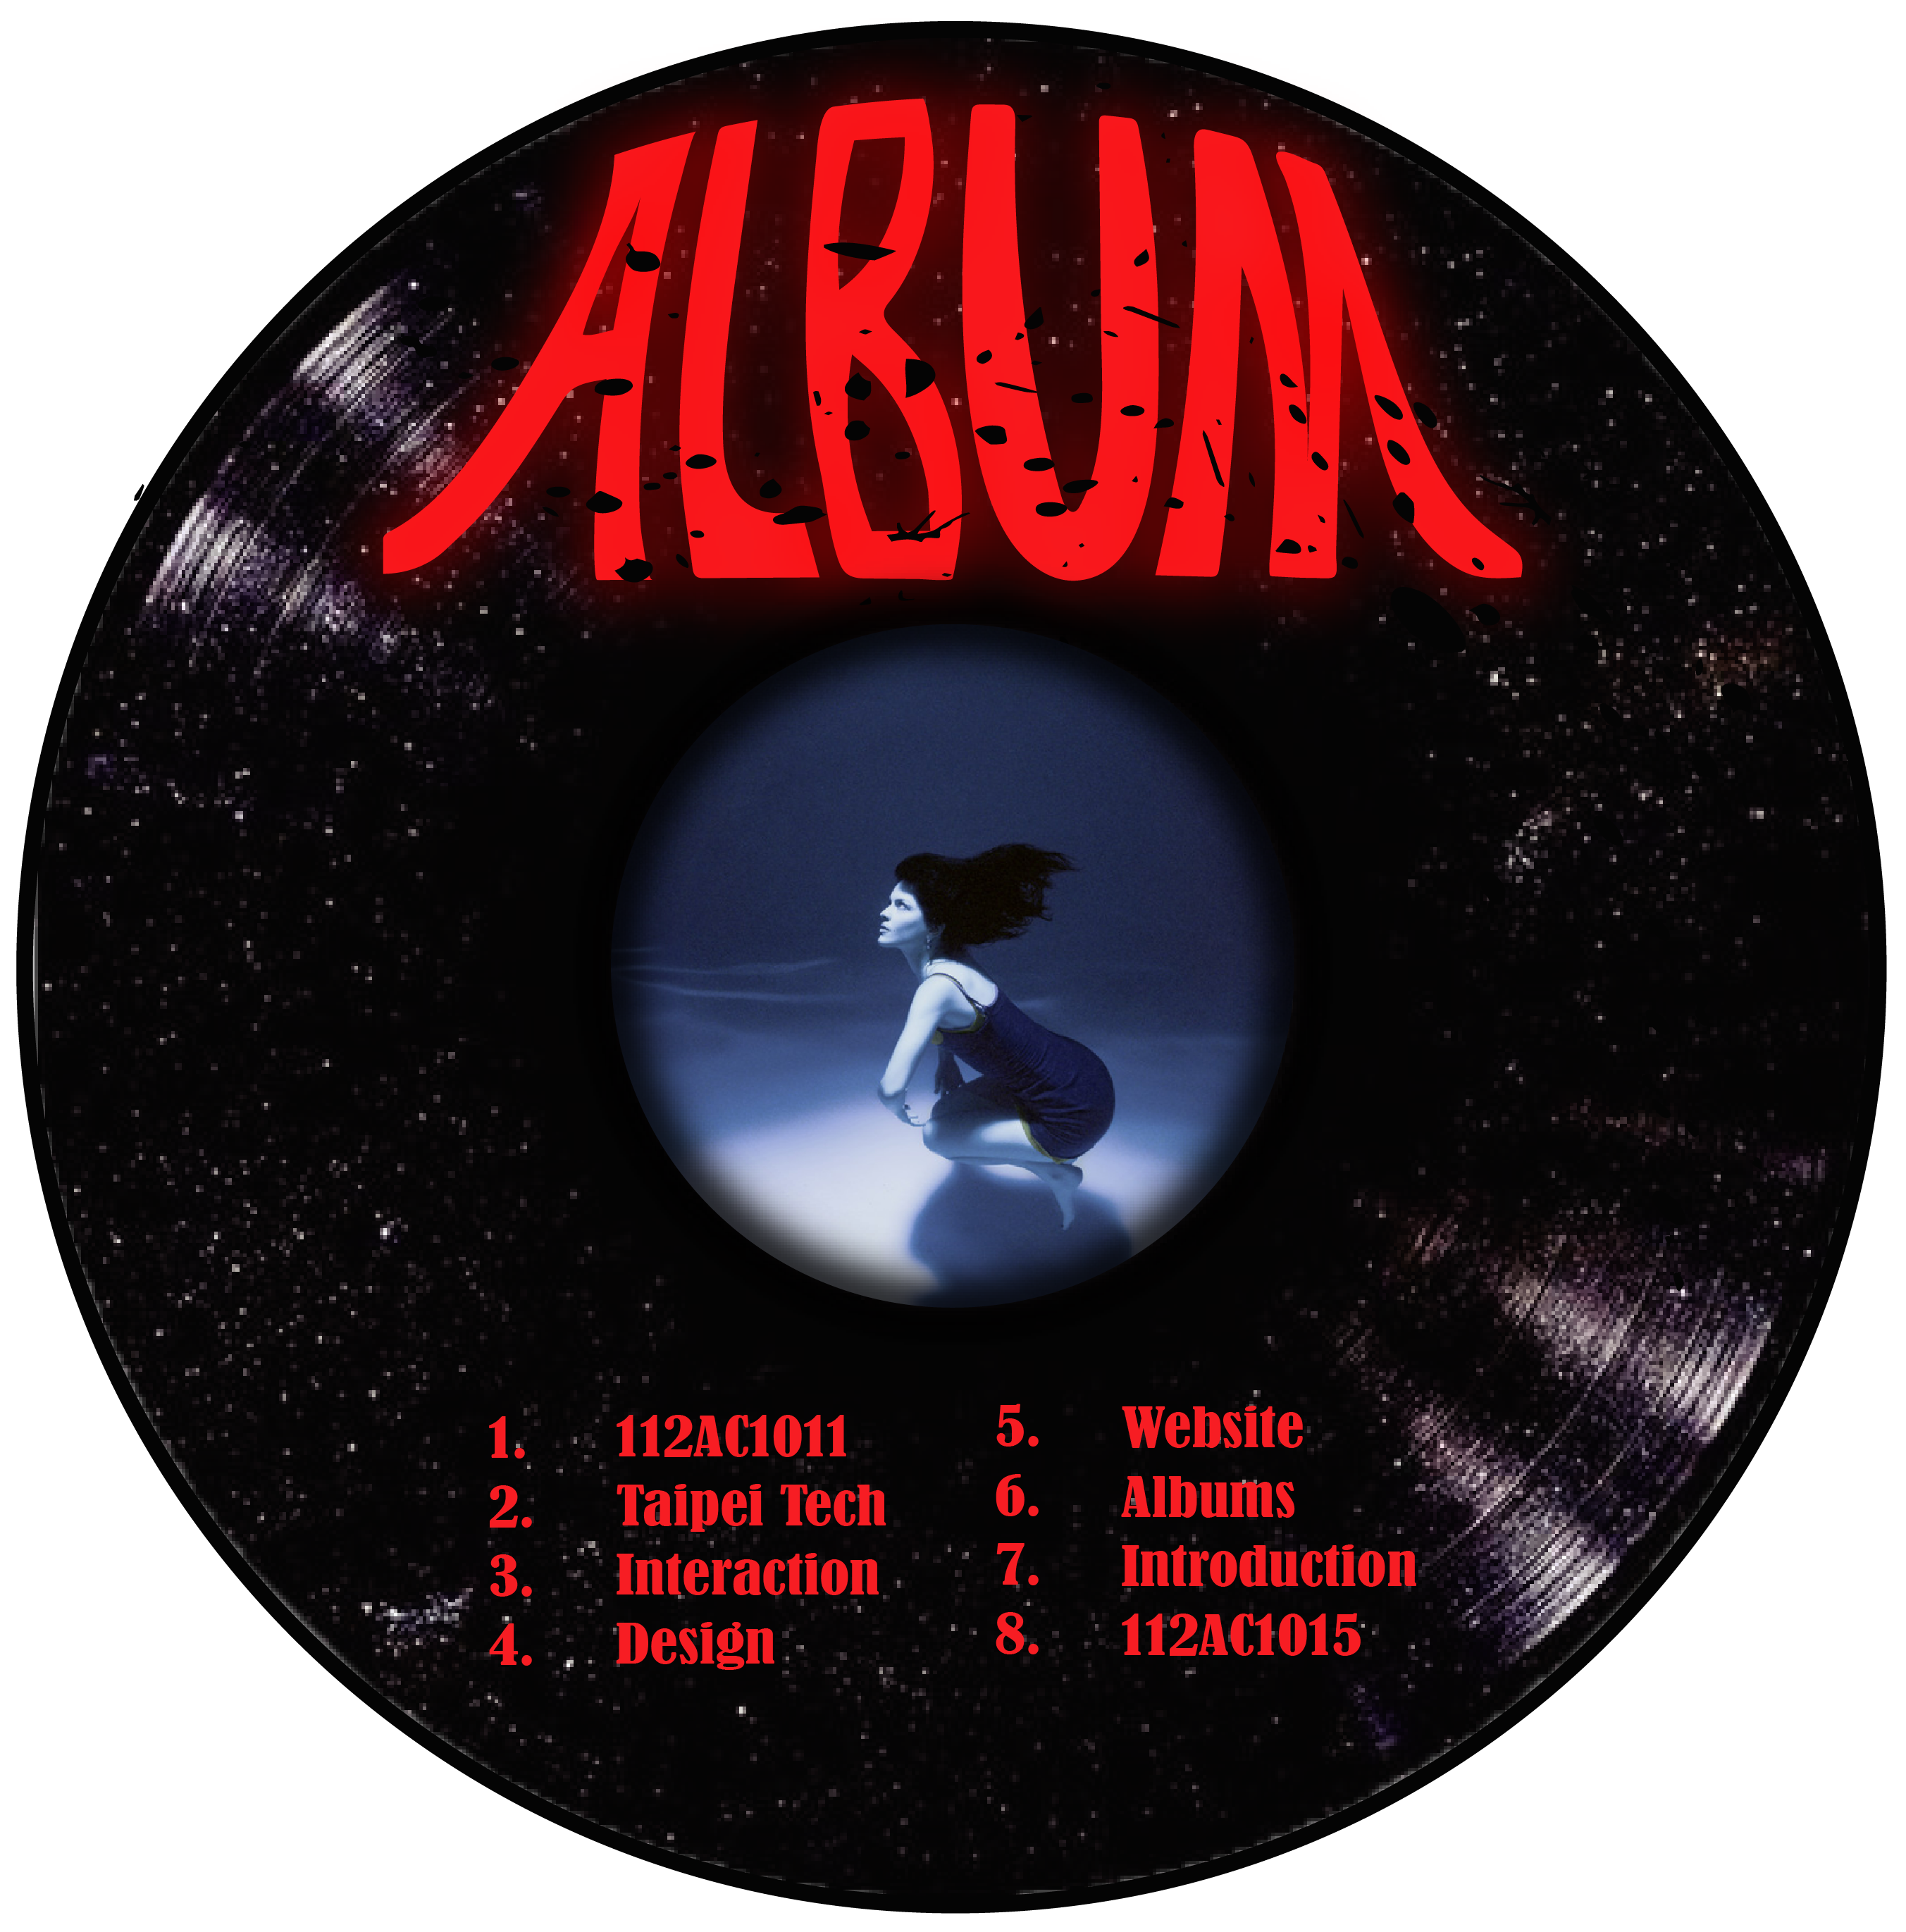 ALBUM
1. 112AC1011
2. Taipei Tech
3. Interaction
4. Design
5. Website
6. Albums
7. Introduction
8. 112AC1015